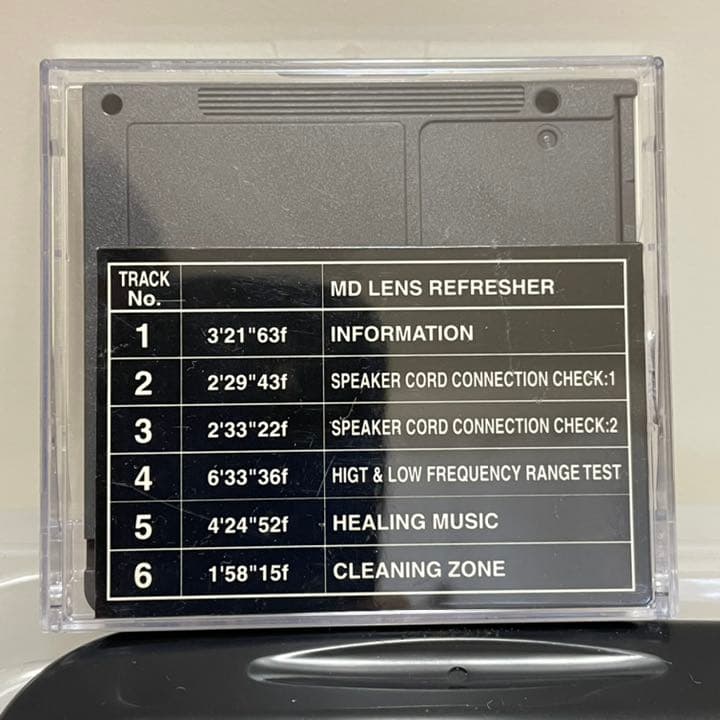 TRACK No. MD LENS REFRESHER
1 3'21"63f INFORMATION
2 2'29"43f SPEAKER CORD CONNECTION CHECK:1
3 2'33"22f SPEAKER CORD CONNECTION CHECK:2
4 6'33"36f HIGT & LOW FREQUENCY RANGE TEST
5 4'24"52f HEALING MUSIC
6 1'58"15f CLEANING ZONE